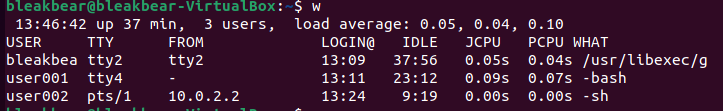 bleakbear@bleakbear-VirtualBox:~$ w
 13:46:42 up 37 min,  3 users,  load average: 0.05, 0.04, 0.10
USER     TTY      FROM             LOGIN@   IDLE   JCPU   PCPU WHAT
bleakbea tty2     tty2             13:09   37:56   0.05s  0.04s /usr/libexec/g
user001  tty4     -                13:11   23:12   0.09s  0.07s -bash
user002  pts/1    10.0.2.2         13:24    9:19   0.00s  0.00s -sh